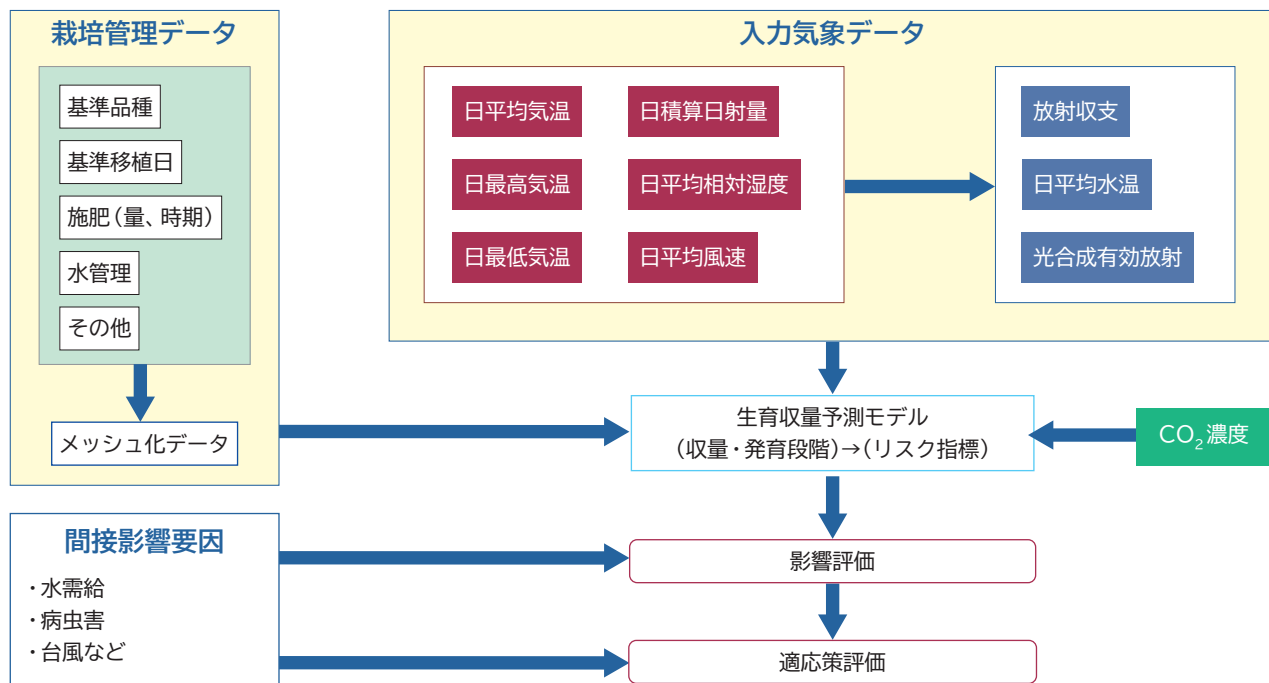 栽培管理データ
基準品種
基準移植日
施肥(量、時期)
水管理
その他
メッシュ化データ
入力気象データ
日平均気温
日積算日射量
日最高気温
日平均相対湿度
日最低気温
日平均風速
放射収支
日平均水温
光合成有効放射
生育収量予測モデル
(収量・発育段階)→(リスク指標)
CO₂濃度
間接影響要因
・水需給
・病虫害
・台風など
影響評価
適応策評価